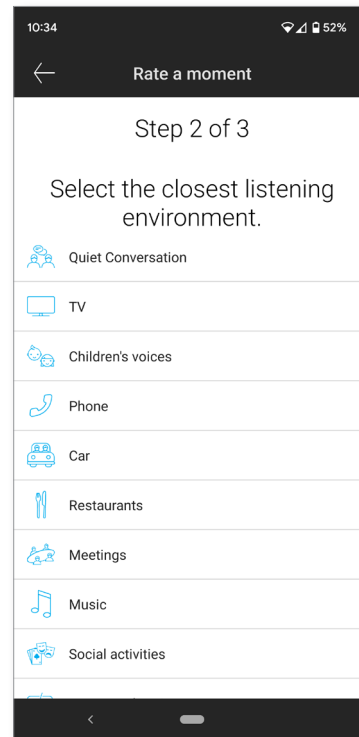 10:34
52%
Rate a moment
Step 2 of 3
Select the closest listening
environment.
Quiet Conversation
TV
Children's voices
Phone
Car
Restaurants
Meetings
Music
Social activities